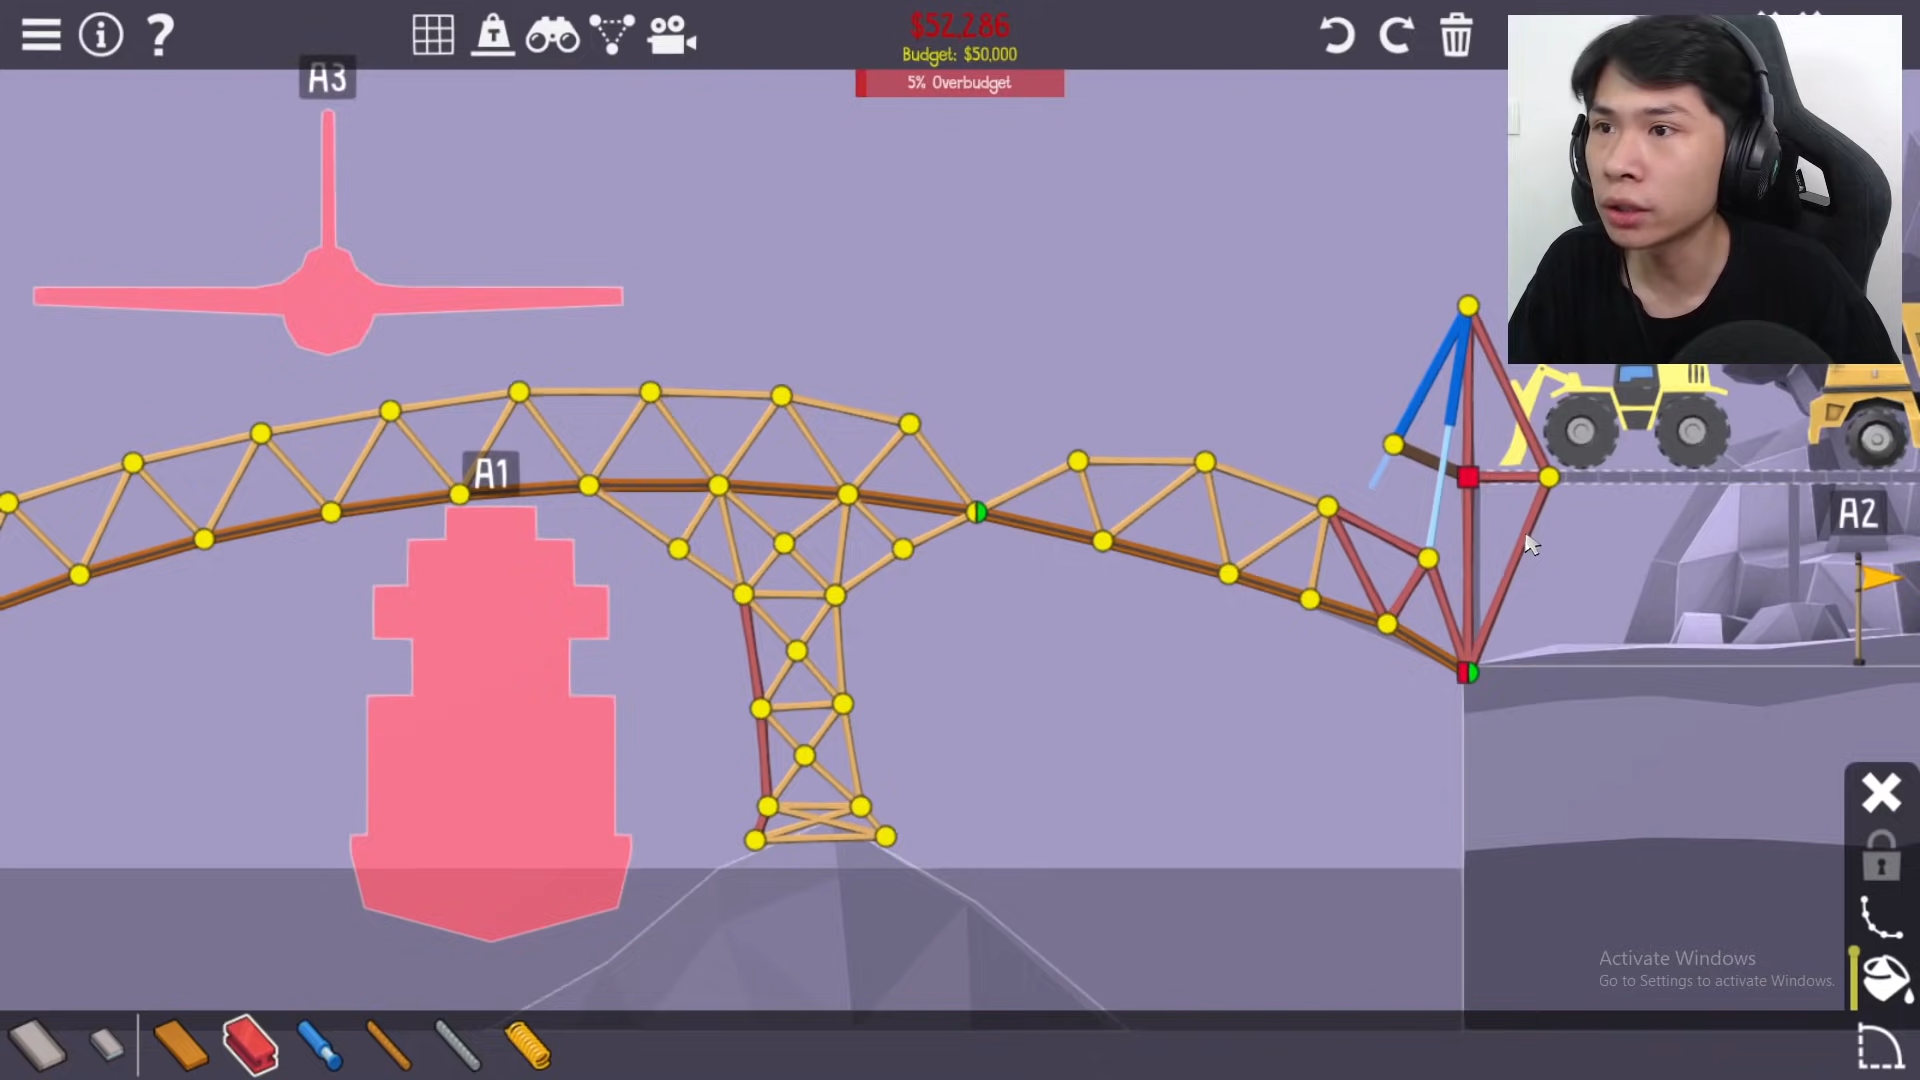 $52,286
Budget: $50,000
5% Overbudget
A3
A1
A2
T
Activate Windows
Go to Settings to activate Windows.